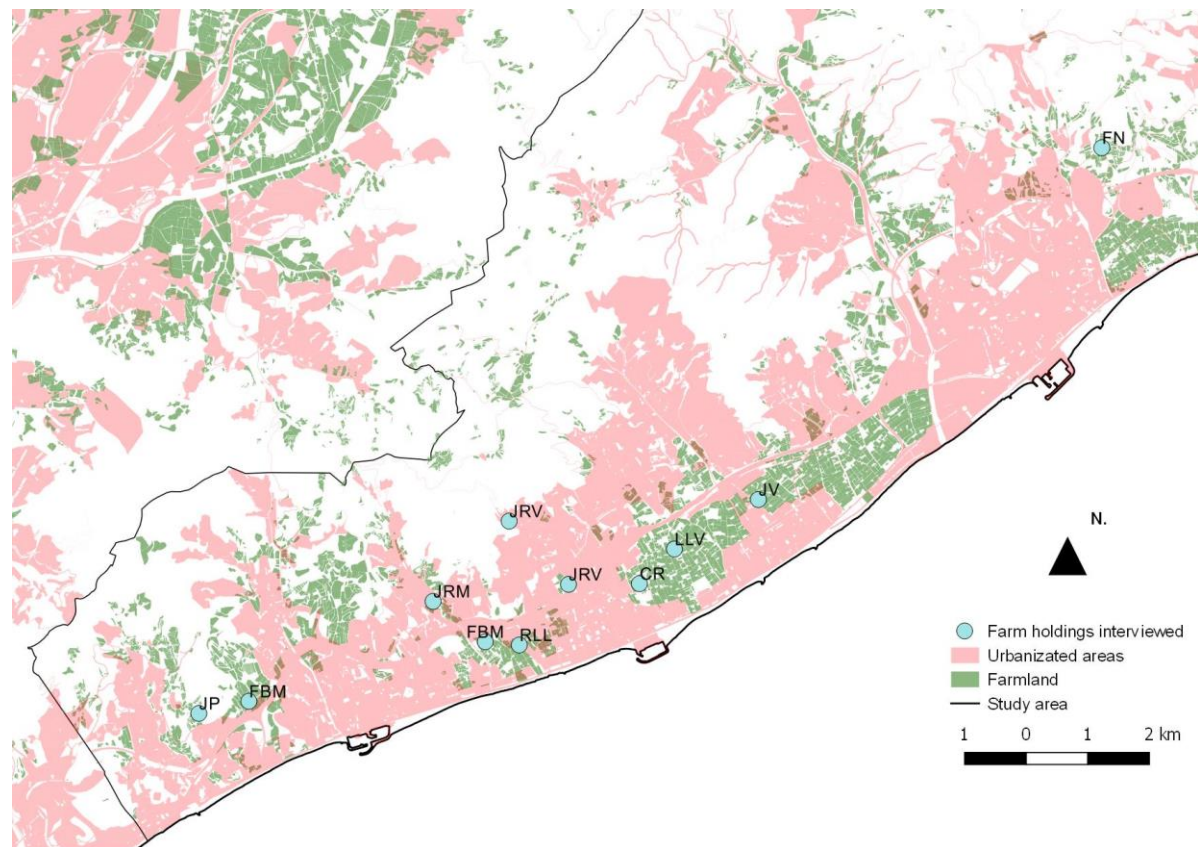 FN
JV
JRV
LLV
JRV
CR
JRM
FBM
RLL
JP
FBM
N.
Farm holdings interviewed
Urbanizated areas
Farmland
Study area
1 0 1 2 km